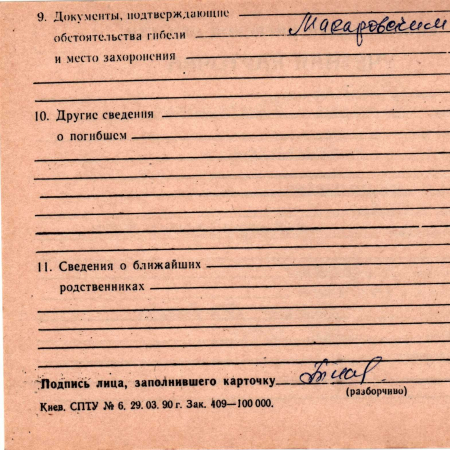 9. Документы, подтверждающие
Макаровским
обстоятельства гибели
и место захоронения
10. Другие сведения
о погибшем
11. Сведения о ближайших
родственниках
Подпись лица, заполнившего карточку
(разборчиво)
Киев. СПТУ № 6, 29. 03. 90 г. Зак. 409—100 000.